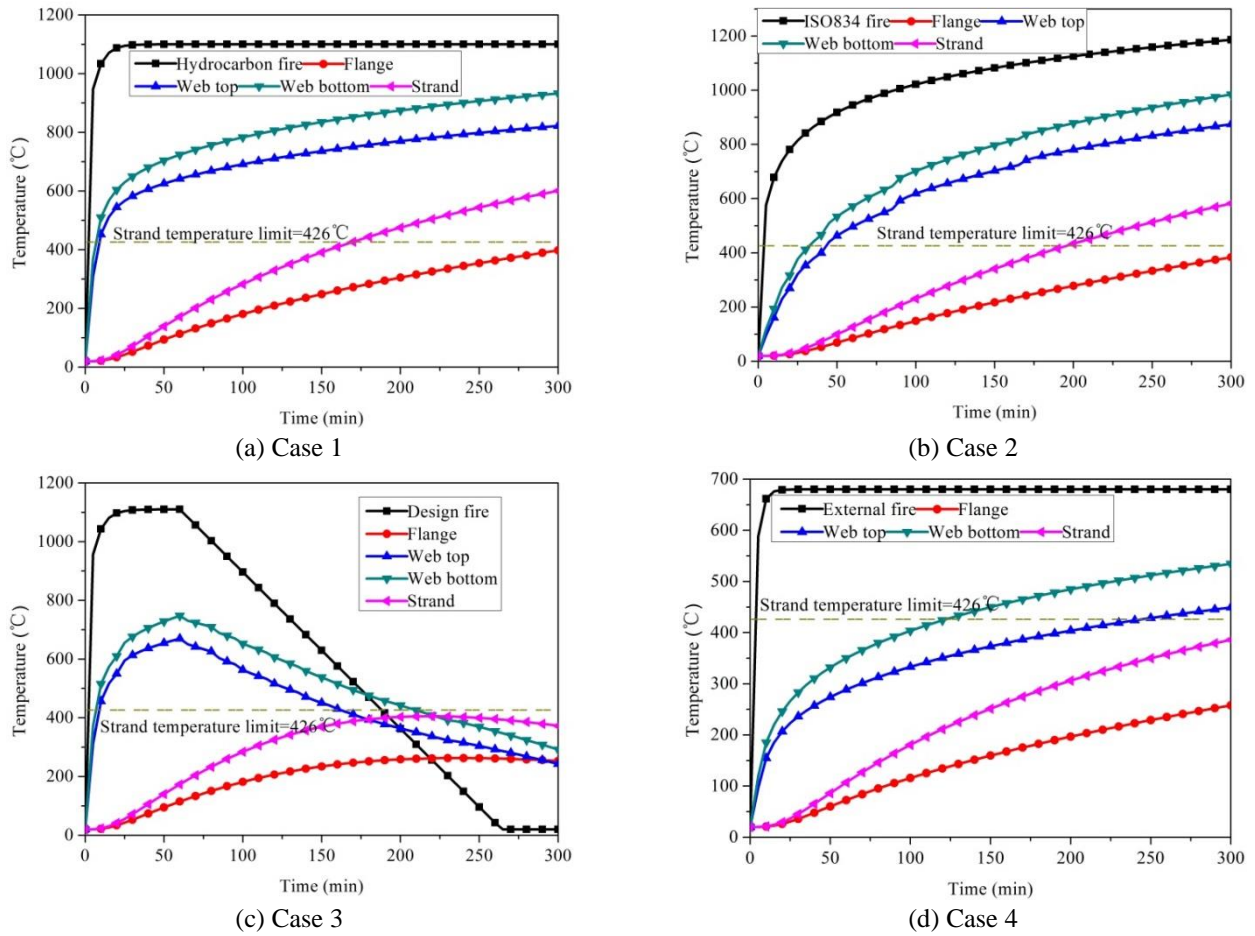 1200
1000
800
600
400
200
0
Temperature (℃)
Hydrocarbon fire Flange
Web top Web bottom Strand
Strand temperature limit=426℃
0 50 100 150 200 250 300
Time (min)
(a) Case 1
ISO834 fire Flange Web top
Web bottom Strand
1200
1000
800
600
400
200
0
Temperature (℃)
Strand temperature limit=426℃
0 50 100 150 200 250 300
Time (min)
(b) Case 2
1200
1000
800
600
400
200
0
Temperature (℃)
Design fire
Flange
Web top
Web bottom
Strand
Strand temperature limit=426℃
0 50 100 150 200 250 300
Time (min)
(c) Case 3
700
600
500
400
300
200
100
0
Temperature (℃)
External fire Flange
Web top Web bottom Strand
Strand temperature limit=426℃
0 50 100 150 200 250 300
Time (min)
(d) Case 4